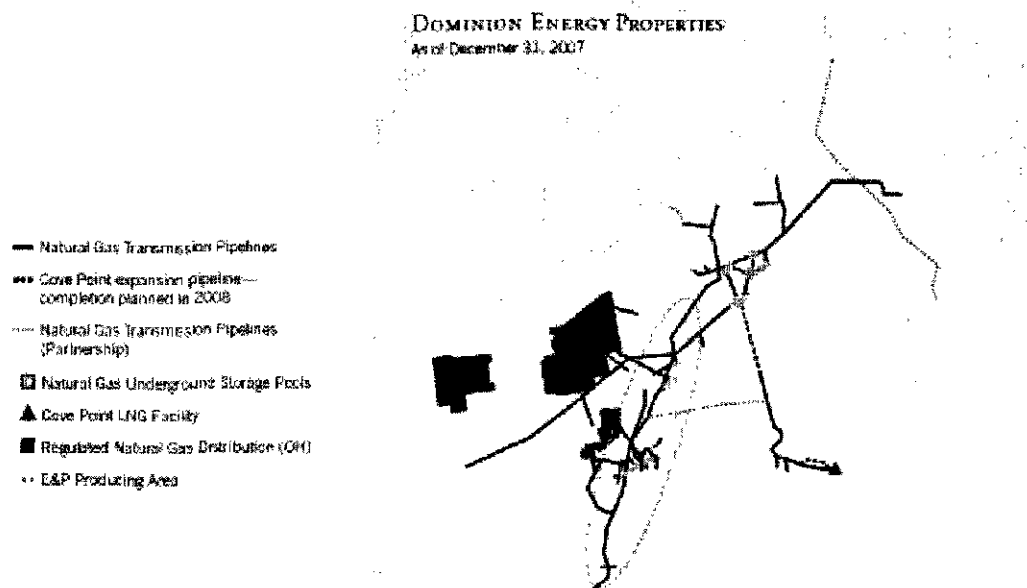 DOMINION ENERGY PROPERTIES
As of December 31, 2007
Natural Gas Transmission Pipelines
Cove Point expansion pipeline—
completion planned in 2008
Natural Gas Transmission Pipelines
(Partnership)
Natural Gas Underground Storage Pools
Cove Point LNG Facility
Regulated Natural Gas Distribution (OH)
E&P Producing Area